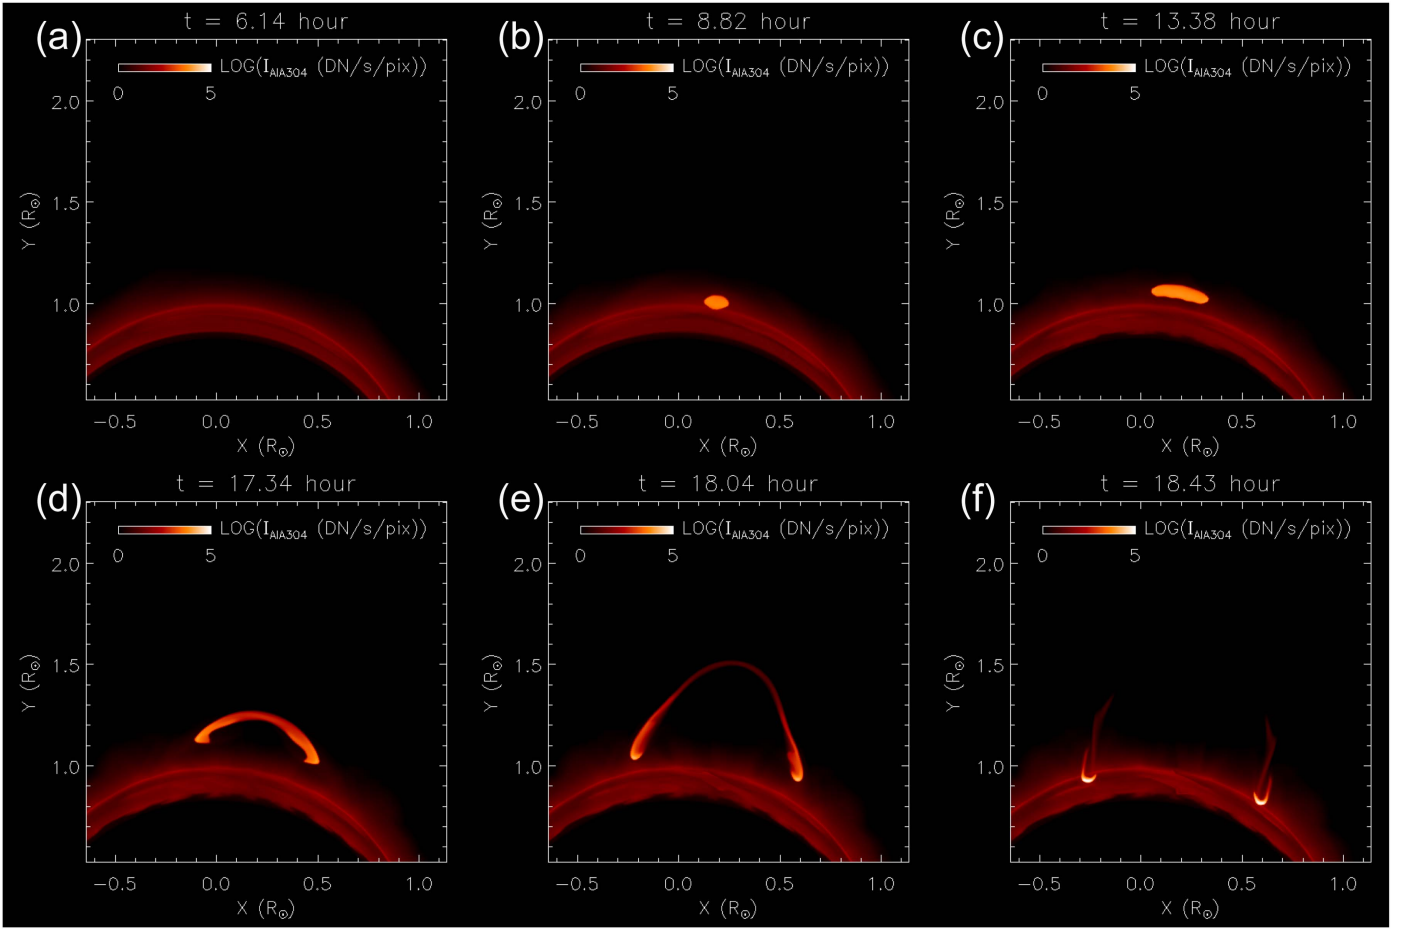 (a) t = 6.14 hour
LOG(I_AIA304 (DN/s/pix))
0 5
2.0
1.5
1.0
Y (R☉)
−0.5 0.0 0.5 1.0
X (R☉)
(b) t = 8.82 hour
LOG(I_AIA304 (DN/s/pix))
0 5
2.0
1.5
1.0
Y (R☉)
−0.5 0.0 0.5 1.0
X (R☉)
(c) t = 13.38 hour
LOG(I_AIA304 (DN/s/pix))
0 5
2.0
1.5
1.0
Y (R☉)
−0.5 0.0 0.5 1.0
X (R☉)
(d) t = 17.34 hour
LOG(I_AIA304 (DN/s/pix))
0 5
2.0
1.5
1.0
Y (R☉)
−0.5 0.0 0.5 1.0
X (R☉)
(e) t = 18.04 hour
LOG(I_AIA304 (DN/s/pix))
0 5
2.0
1.5
1.0
Y (R☉)
−0.5 0.0 0.5 1.0
X (R☉)
(f) t = 18.43 hour
LOG(I_AIA304 (DN/s/pix))
0 5
2.0
1.5
1.0
Y (R☉)
−0.5 0.0 0.5 1.0
X (R☉)